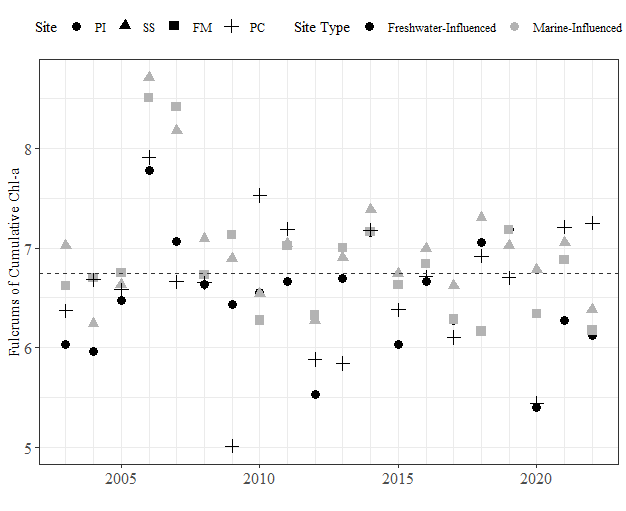 Site PI SS FM PC Site Type Freshwater-Influenced Marine-Influenced
Fulcrums of Cumulative Chl-a
8
7
6
5
2005 2010 2015 2020